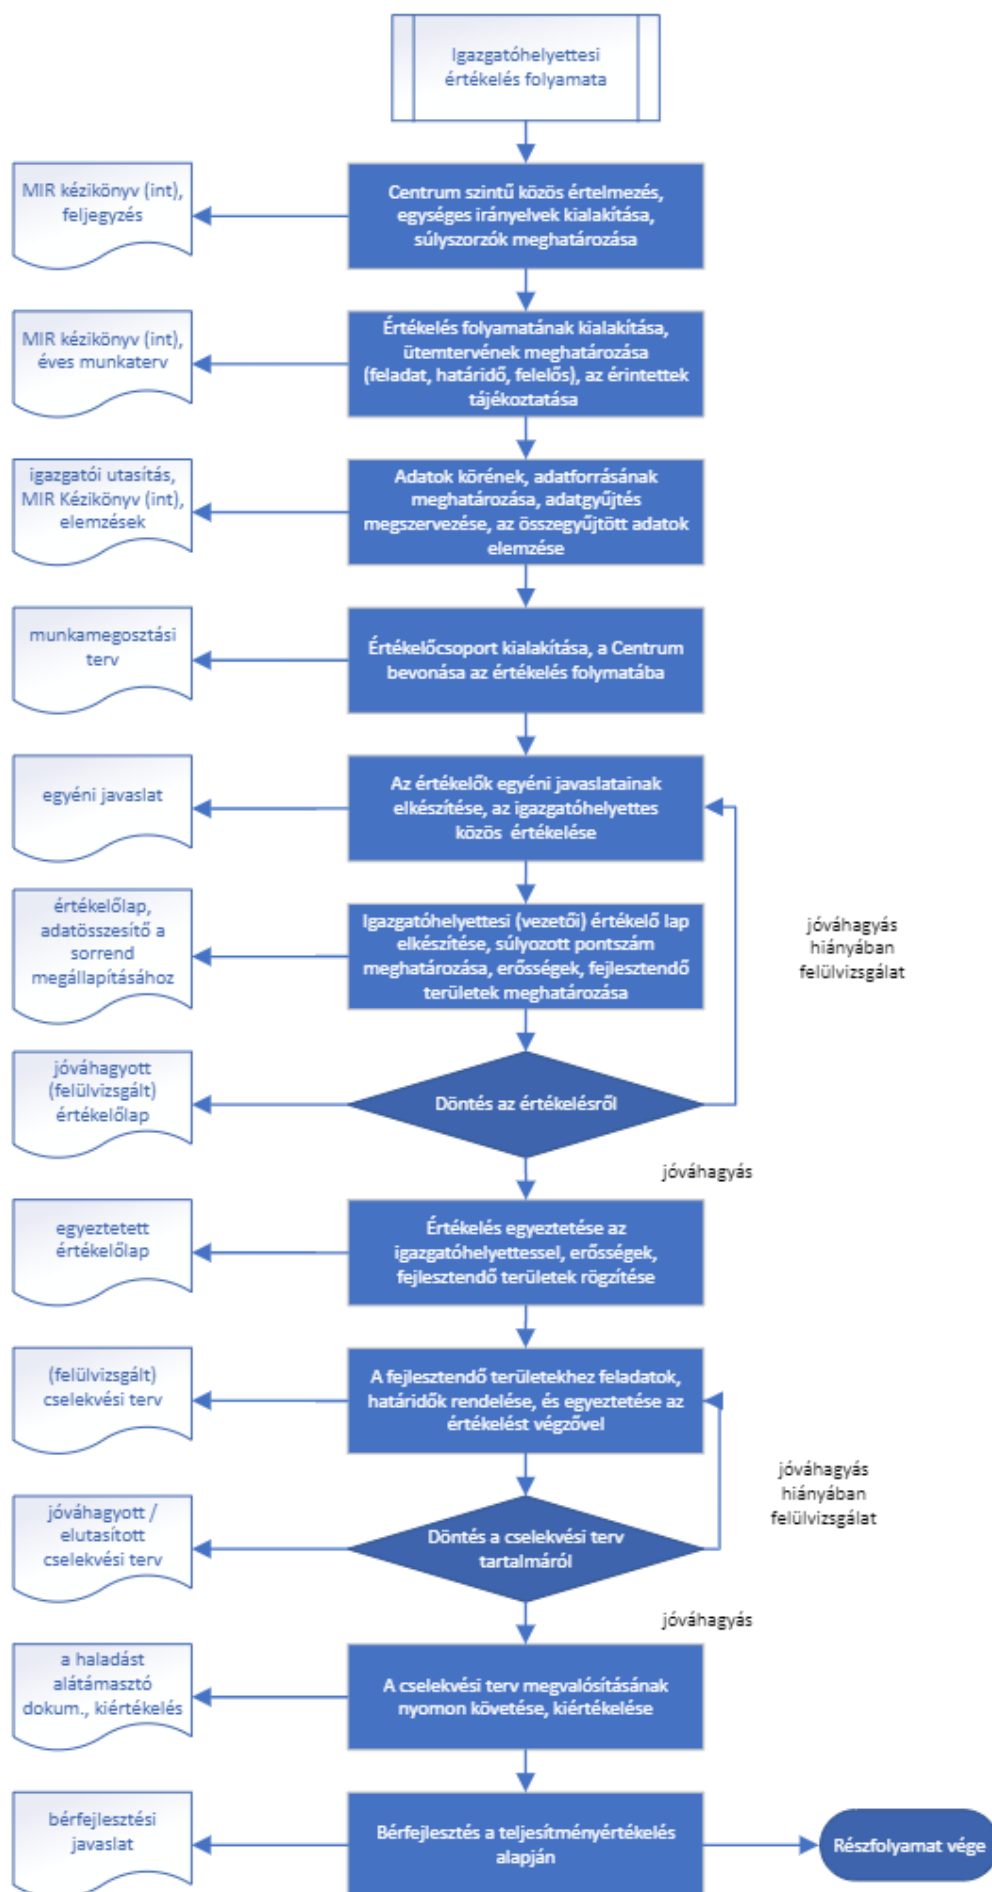 Igazgatóhelyettesi
értékelés folyamata
MIR kézikönyv (int),
feljegyzés
Centrum szintű közös értelmezés,
egységes irányelvek kialakítása,
súlyszorzók meghatározása
MIR kézikönyv (int),
éves munkaterv
Értékelés folyamatának kialakítása,
ütemtervének meghatározása
(feladat, határidő, felelős), az érintettek
tájékoztatása
igazgatói utasítás,
MIR Kézikönyv (int),
elemzések
Adatok körének, adatforrásának
meghatározása, adatgyűjtés
megszervezése, az összegyűjtött adatok
elemzése
munkamegosztási
terv
Értékelőcsoport kialakítása, a Centrum
bevonása az értékelés folymatába
egyéni javaslat
Az értékelők egyéni javaslatainak
elkészítése, az igazgatóhelyettes
közös értékelése
értékelőlap,
adatösszesítő a
sorrend
megállapításához
Igazgatóhelyettesi (vezetői) értékelő lap
elkészítése, súlyozott pontszám
meghatározása, erősségek, fejlesztendő
területek meghatározása
jóváhagyás
hiányában
felülvizsgálat
jóváhagyott
(felülvizsgált)
értékelőlap
Döntés az értékelésről
jóváhagyás
egyeztetett
értékelőlap
Értékelés egyeztetése az
igazgatóhelyettessel, erősségek,
fejlesztendő területek rögzítése
(felülvizsgált)
cselekvési terv
A fejlesztendő területekhez feladatok,
határidők rendelése, és egyeztetése az
értékelést végzővel
jóváhagyás
hiányában
felülvizsgálat
jóváhagyott /
elutasított
cselekvési terv
Döntés a cselekvési terv
tartalmáról
jóváhagyás
a haladást
alátámasztó
dokum., kiértékelés
A cselekvési terv megvalósításának
nyomon követése, kiértékelése
bérfejlesztési
javaslat
Bérfejlesztés a teljesítményértékelés
alapján
Részfolyamat vége